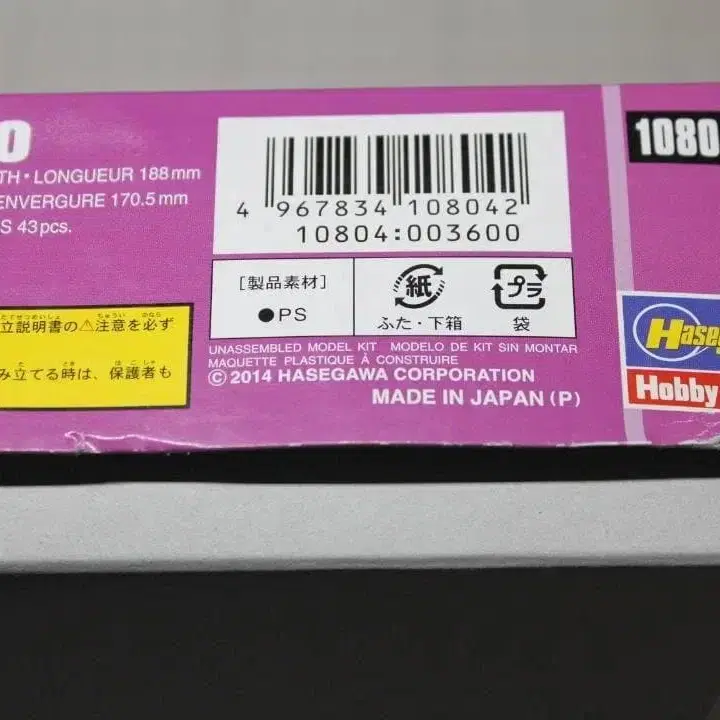 0
TH・LONGUEUR 188mm
ENVERGURE 170.5mm
S 43pcs.
立説明書の⚠注意を必ず
み立てる時は、保護者も
4 967834 108042
10804:003600
[製品素材]
●PS
紙
ふた・下箱
プラ
袋
UNASSEMBLED MODEL KIT MODELO DE KIT SIN MONTAR
MAQUETTE PLASTIQUE À CONSTRUIRE
© 2014 HASEGAWA CORPORATION
MADE IN JAPAN (P)
1080
Haseg
Hobby